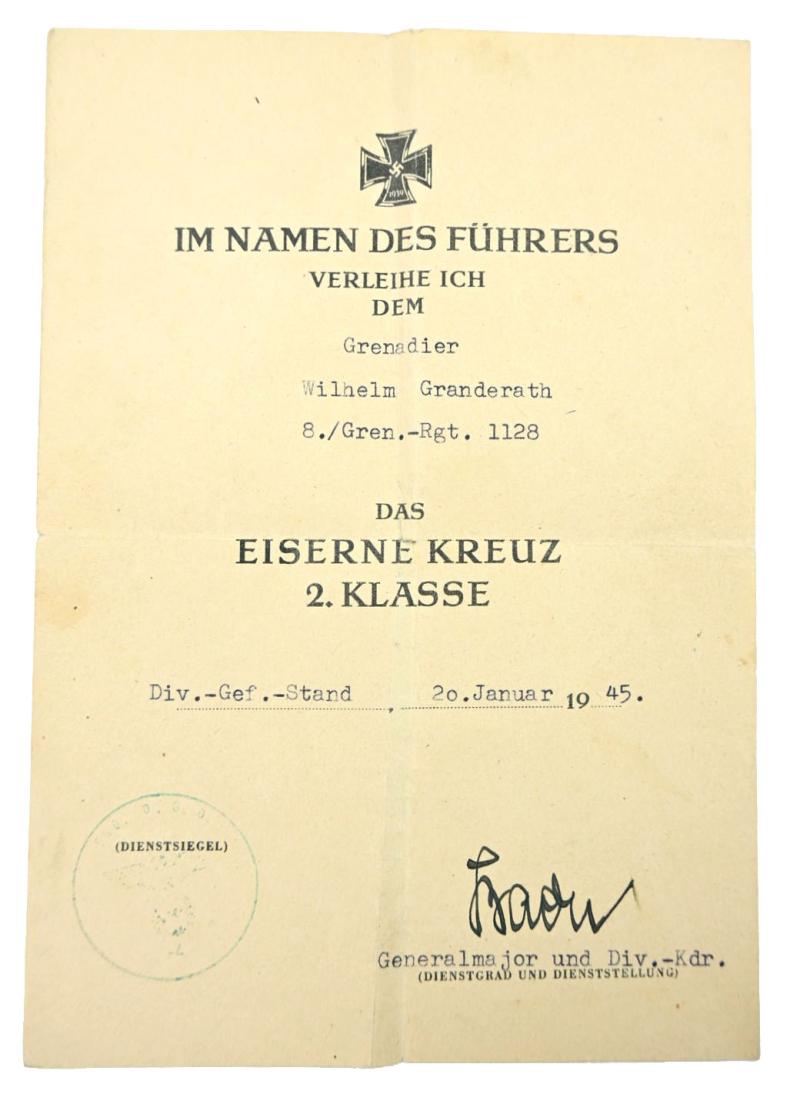 1939
IM NAMEN DES FÜHRERS
VERLEIHE ICH
DEM
Grenadier
Wilhelm Granderath
8./Gren.-Rgt. 1128
DAS
EISERNE KREUZ
2. KLASSE
Div.-Gef.-Stand , 2o.Januar 19 45.
(DIENSTSIEGEL)
Generalmajor und Div.-Kdr.
(DIENSTGRAD UND DIENSTSTELLUNG)